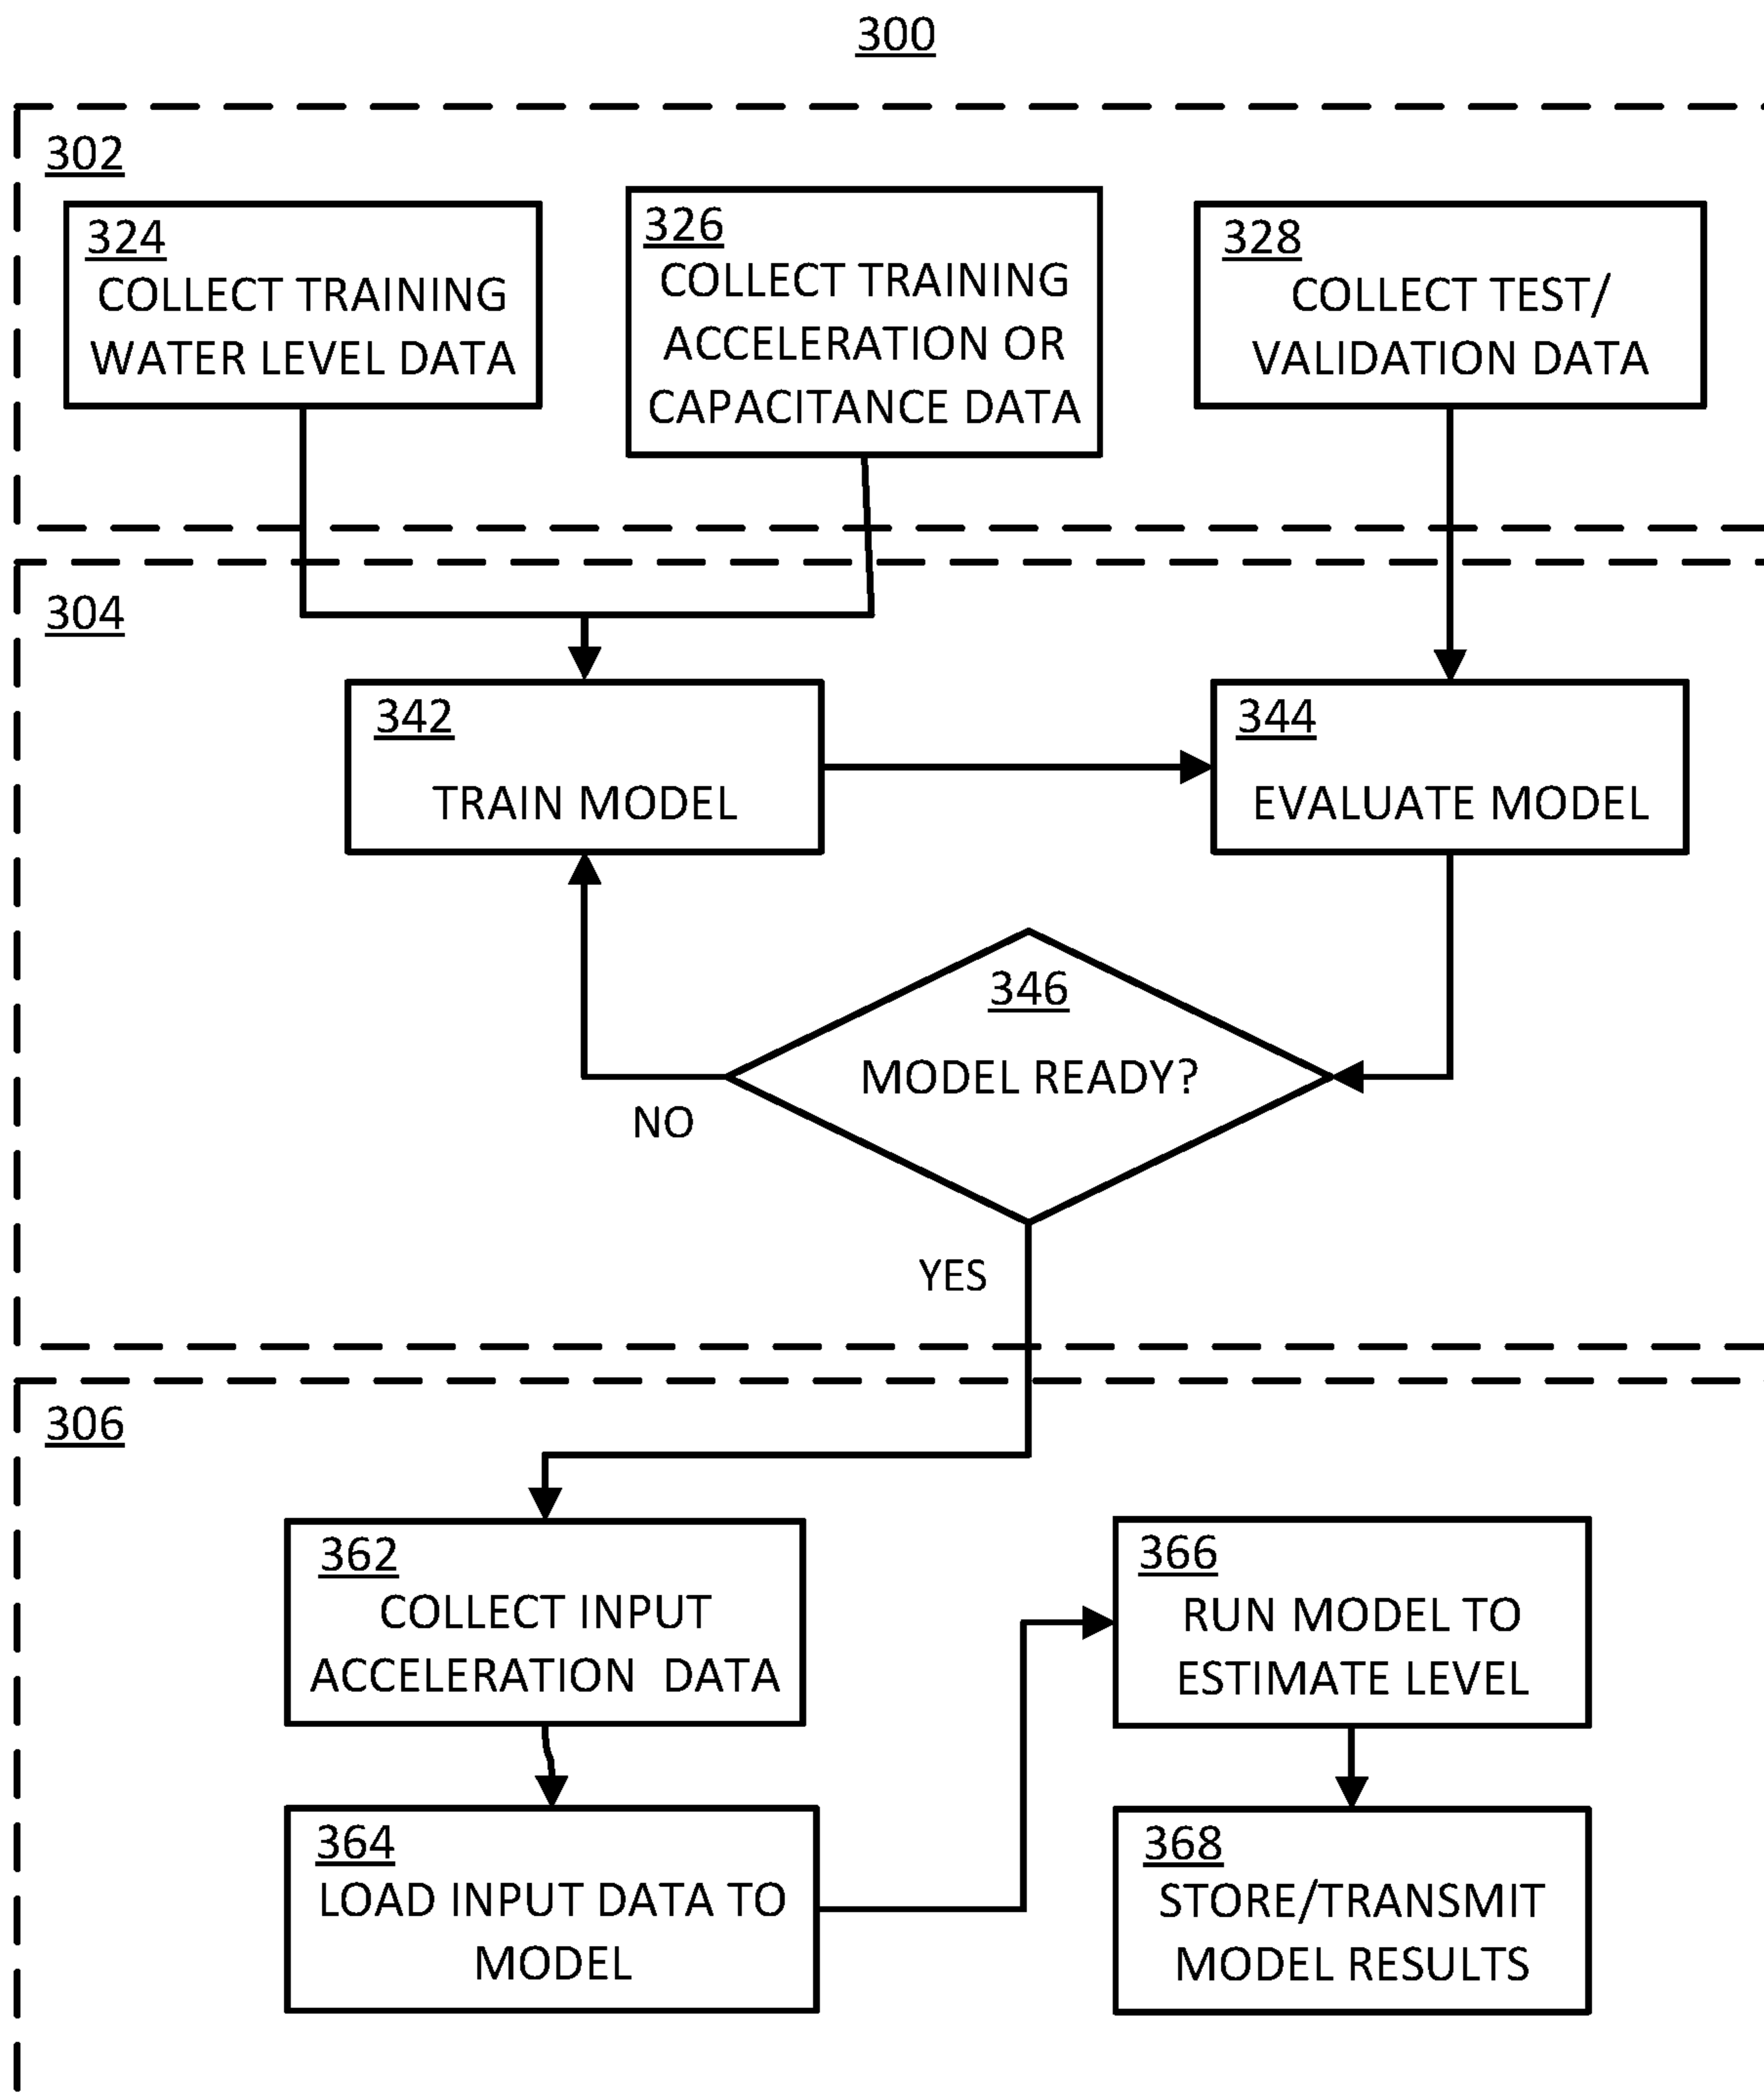 300
302
324
COLLECT TRAINING
WATER LEVEL DATA
326
COLLECT TRAINING
ACCELERATION OR
CAPACITANCE DATA
328
COLLECT TEST/
VALIDATION DATA
304
342
TRAIN MODEL
344
EVALUATE MODEL
346
MODEL READY?
NO
YES
306
362
COLLECT INPUT
ACCELERATION DATA
364
LOAD INPUT DATA TO
MODEL
366
RUN MODEL TO
ESTIMATE LEVEL
368
STORE/TRANSMIT
MODEL RESULTS